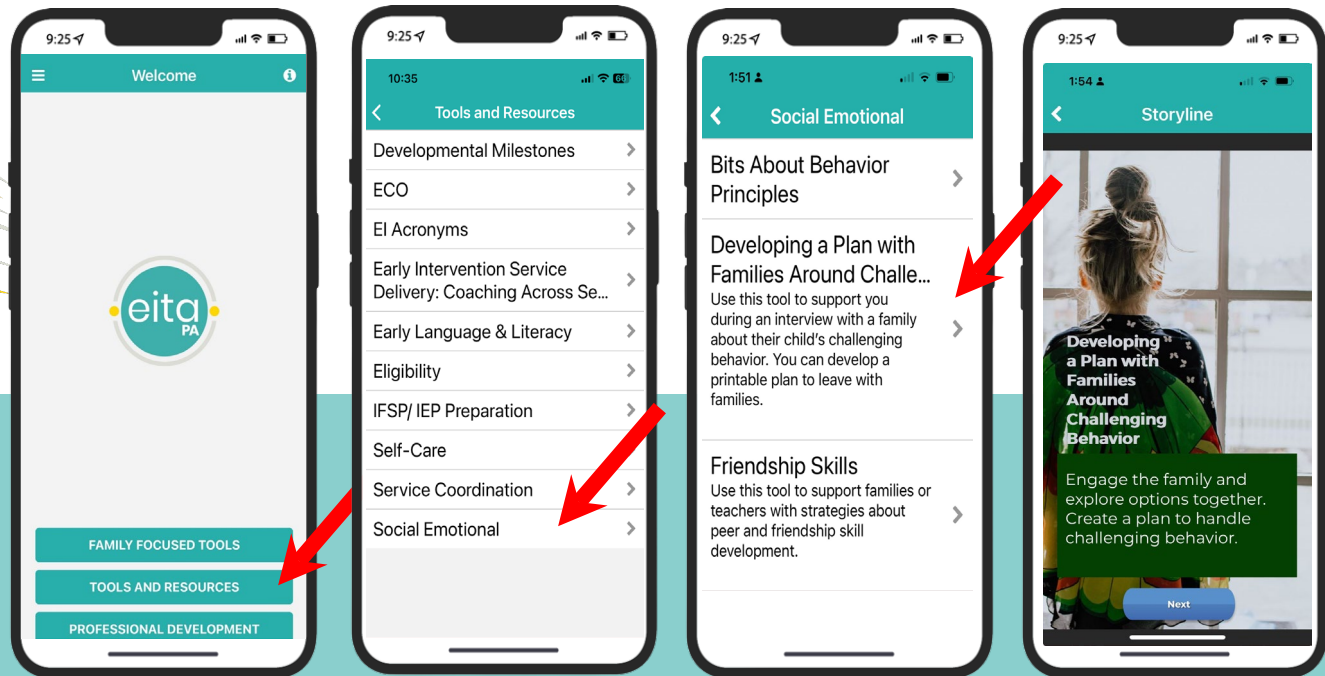 9:25
Welcome
eita
PA
FAMILY FOCUSED TOOLS
TOOLS AND RESOURCES
PROFESSIONAL DEVELOPMENT
9:25
10:35
64
Tools and Resources
Developmental Milestones
ECO
EI Acronyms
Early Intervention Service
Delivery: Coaching Across Se...
Early Language & Literacy
Eligibility
IFSP/ IEP Preparation
Self-Care
Service Coordination
Social Emotional
9:25
1:51
Social Emotional
Bits About Behavior
Principles
Developing a Plan with
Families Around Challe...
Use this tool to support you
during an interview with a family
about their child's challenging
behavior. You can develop a
printable plan to leave with
families.
Friendship Skills
Use this tool to support families or
teachers with strategies about
peer and friendship skill
development.
9:25
1:54
Storyline
Developing
a Plan with
Families
Around
Challenging
Behavior
Engage the family and
explore options together.
Create a plan to handle
challenging behavior.
Next